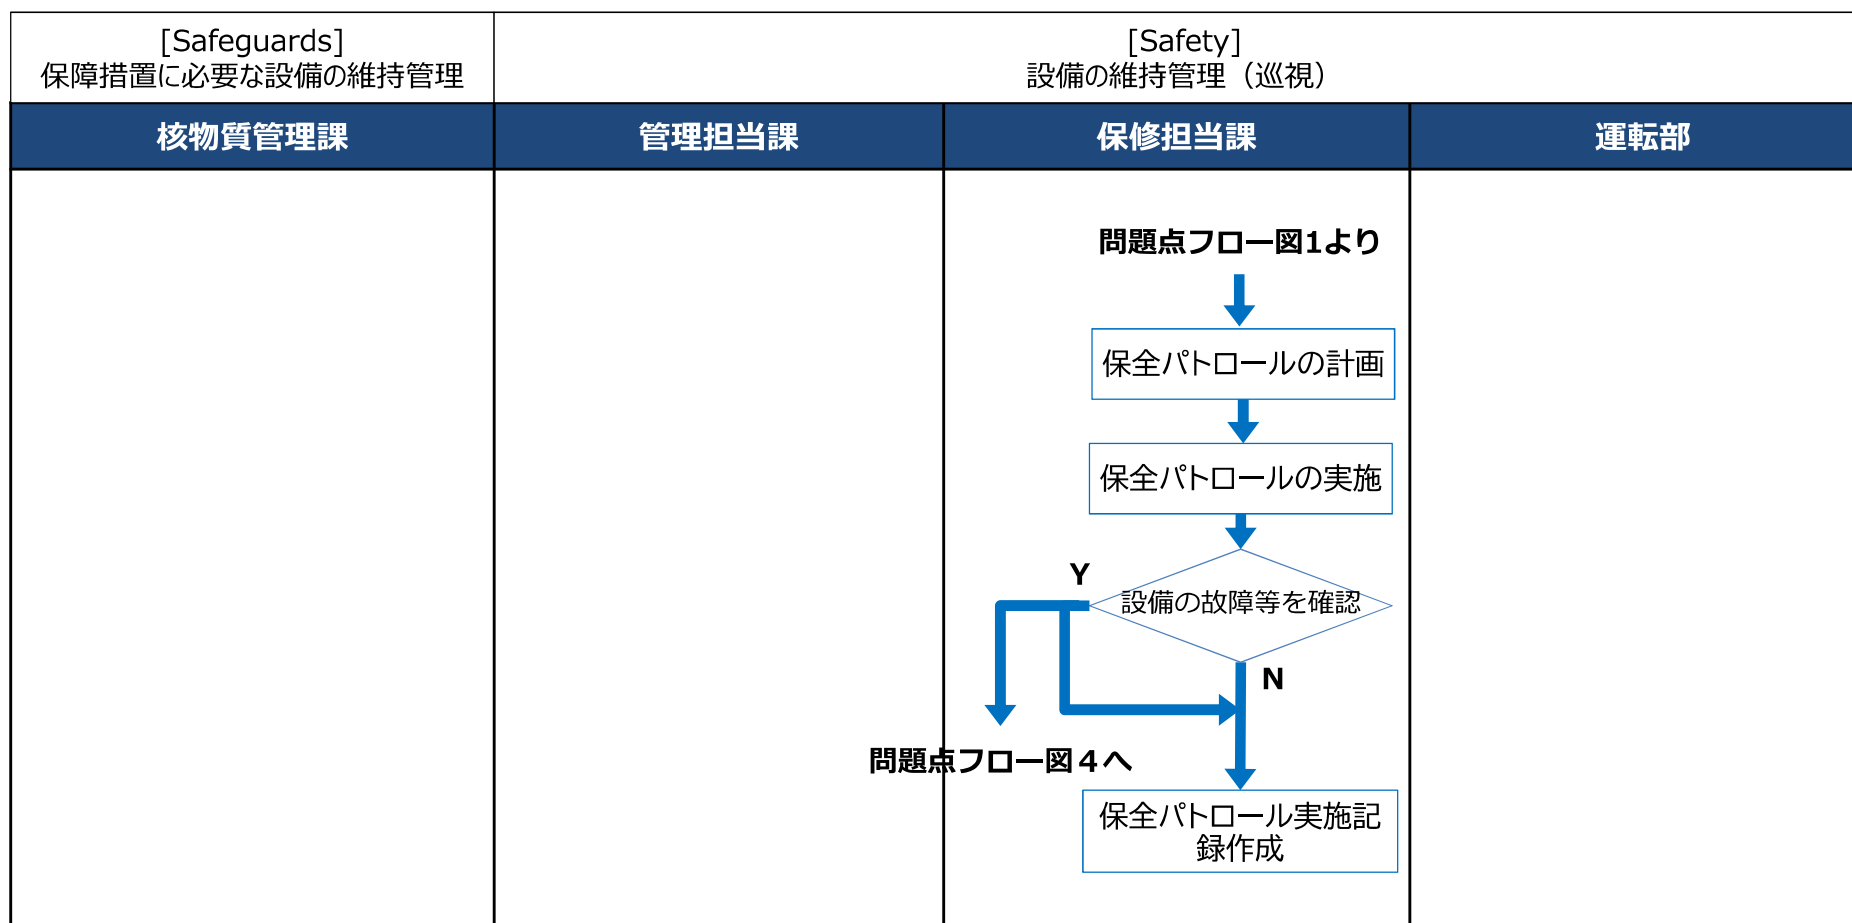 [Safeguards]
保障措置に必要な設備の維持管理
[Safety]
設備の維持管理（巡視）
核物質管理課
管理担当課
保修担当課
運転部
問題点フロー図1より
保全パトロールの計画
保全パトロールの実施
Y
設備の故障等を確認
N
問題点フロー図４へ
保全パトロール実施記
録作成